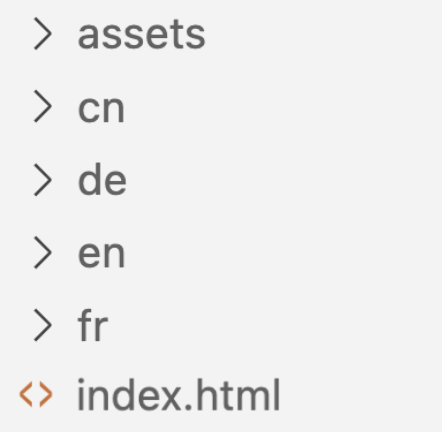 assets
cn
de
en
fr
index.html